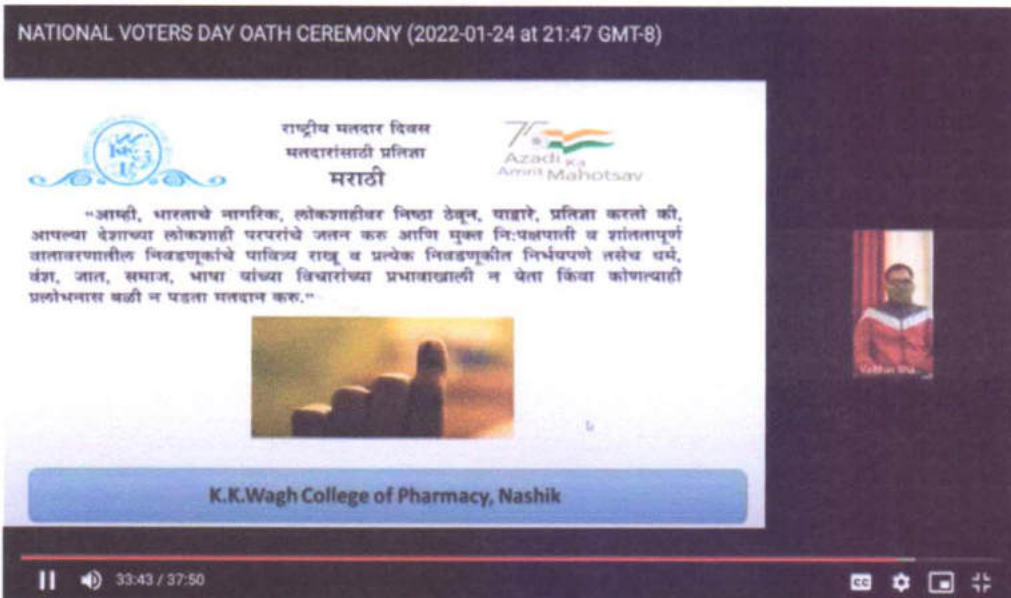 NATIONAL VOTERS DAY OATH CEREMONY (2022-01-24 at 21:47 GMT-8)
राष्ट्रीय मतदार दिवस
मतदारांसाठी प्रतिज्ञा
मराठी
75
Azadi Ka
Amrit Mahotsav
"आम्ही, भारताचे नागरिक, लोकशाहीवर निष्ठा ठेवून, याद्वारे, प्रतिज्ञा करतो की,
आपल्या देशाच्या लोकशाही परपरांचे जतन करु आणि मुक्त नि:पक्षपाती व शांततापूर्ण
वातावरणातील निवडणूकांचे पावित्र्य राखू व प्रत्येक निवडणूकीत निर्भयपणे तसेच धर्म,
वंश, जात, समाज, भाषा यांच्या विचारांच्या प्रभावाखाली न येता किंवा कोणत्याही
प्रलोभनास बळी न पडता मतदान करु."
K.K.Wagh College of Pharmacy, Nashik
33:43 / 37:50
CC